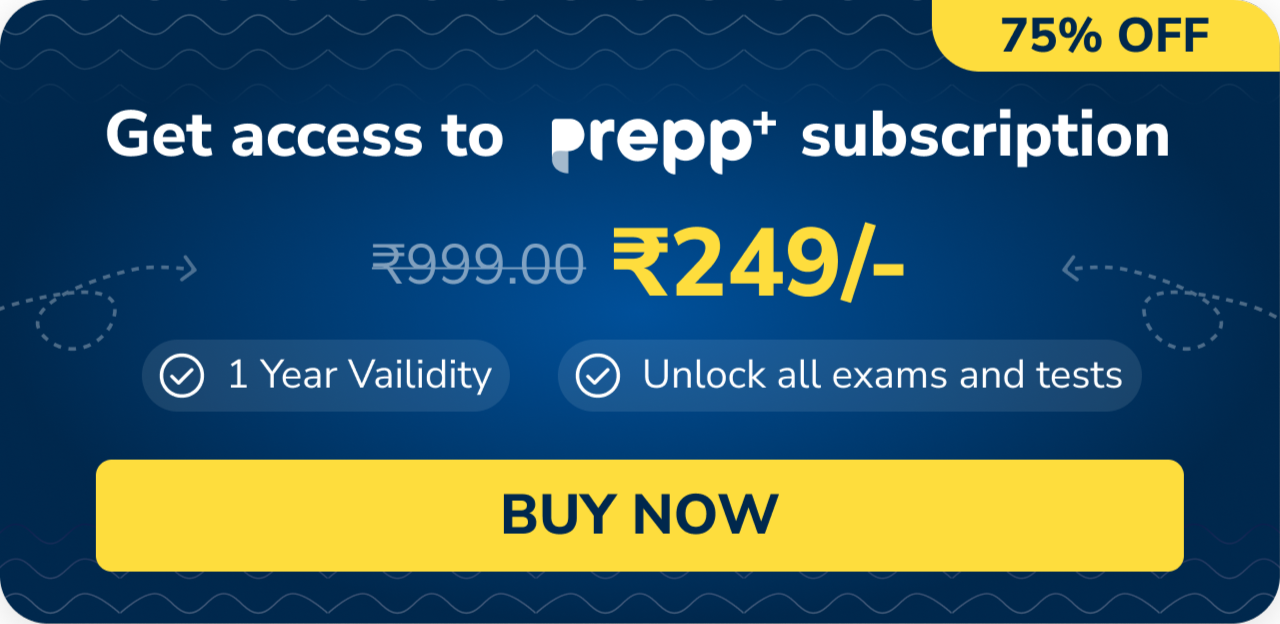 75% OFF
Get access to prepp+ subscription
₹999.00 ₹249/-
1 Year Vailidity Unlock all exams and tests
BUY NOW